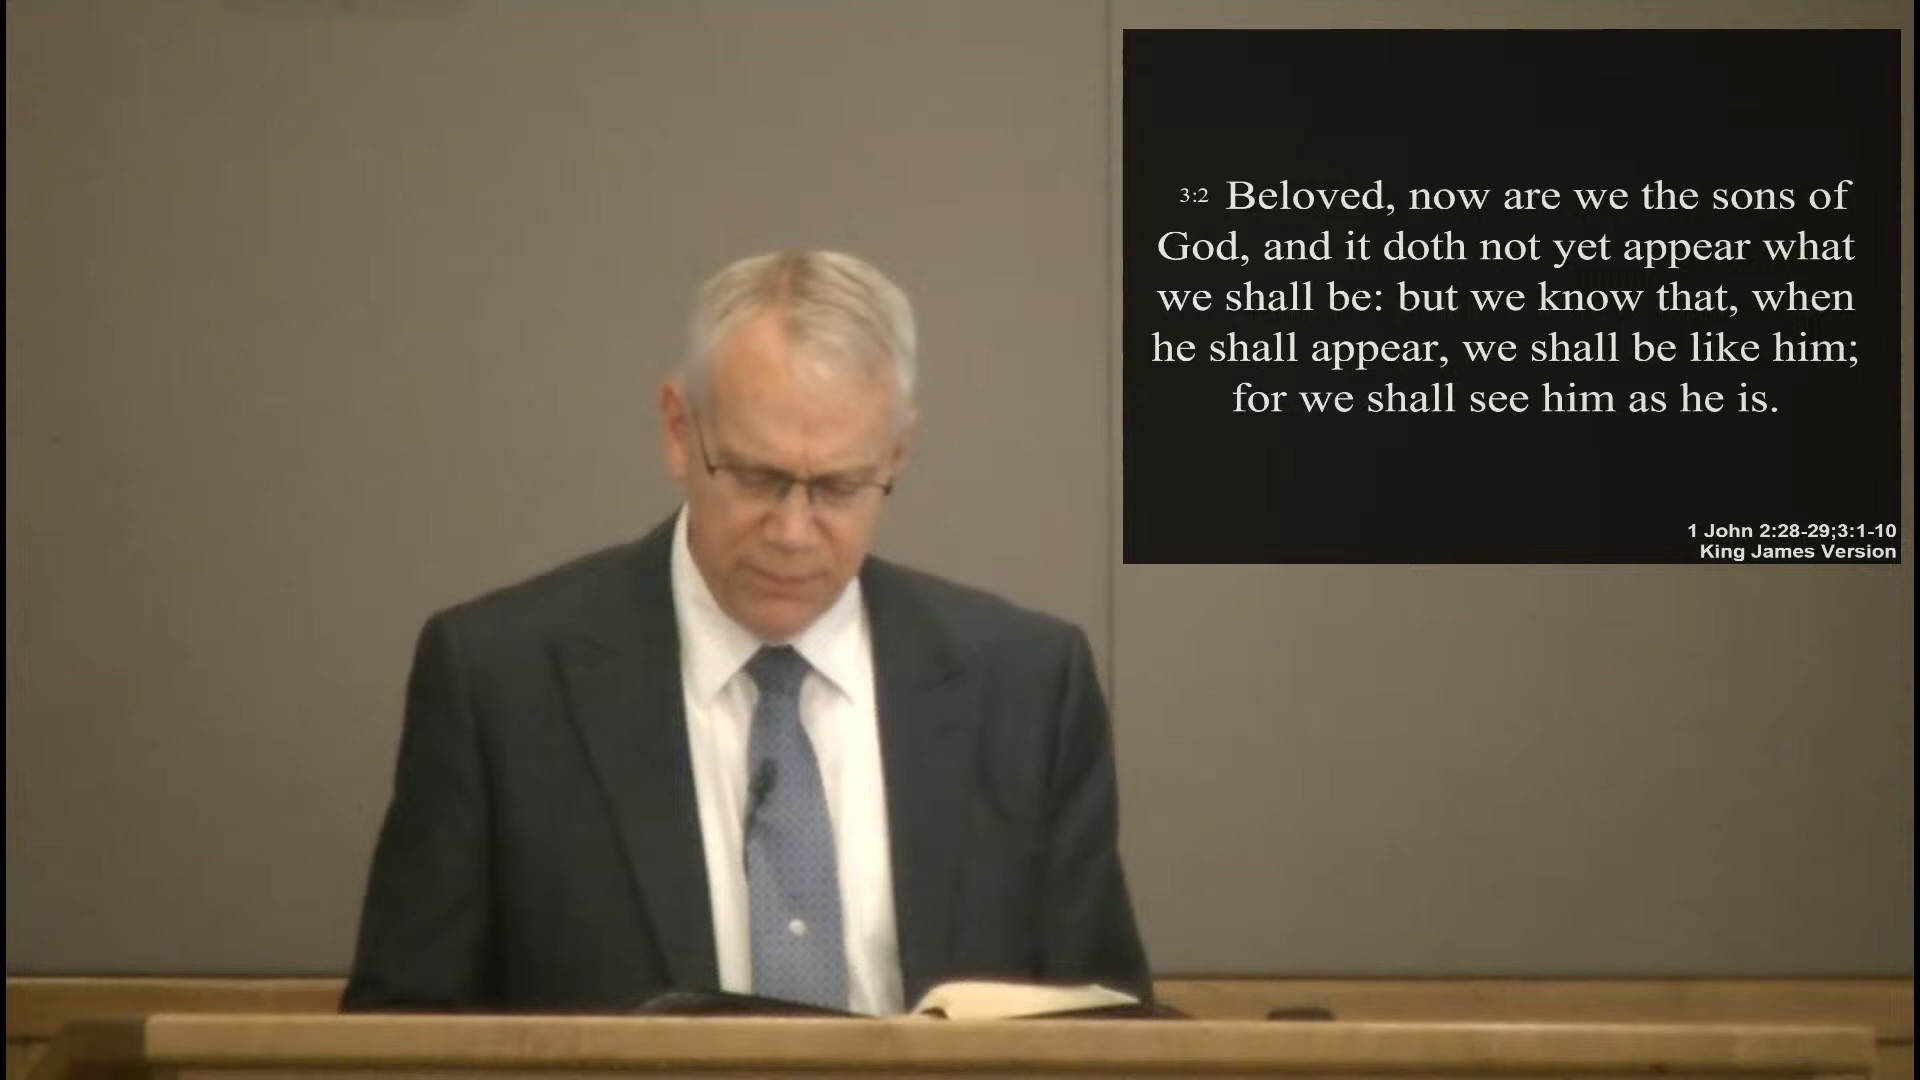 3:2 Beloved, now are we the sons of
God, and it doth not yet appear what
we shall be: but we know that, when
he shall appear, we shall be like him;
for we shall see him as he is.
1 John 2:28-29;3:1-10
King James Version